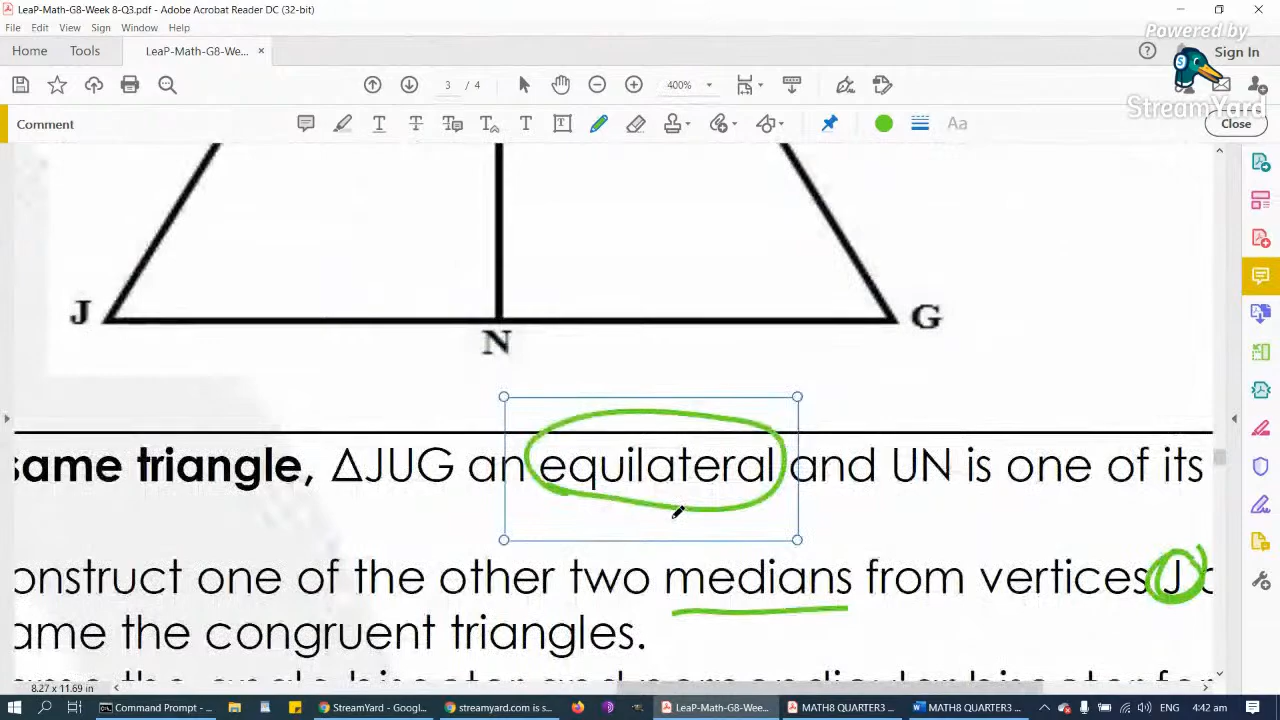 LeaP-Math-G8-Week 8-Q3.pdf - Adobe Acrobat Reader DC (32-bit)
File Edit View Sign Window Help
Powered by
StreamYard
Home Tools LeaP-Math-G8-We... × Sign In
3 / 4 400%
Comment Aa Close
J
N
G
same triangle, ΔJUG an equilateral and UN is one of its
onstruct one of the other two medians from vertices J
ame the congruent triangles.
8.27 x 11.69 in
Command Prompt - ...
StreamYard - Googl...
streamyard.com is s...
LeaP-Math-G8-Wee...
MATH8 QUARTER3 ...
MATH8 QUARTER3 ...
4:42 am